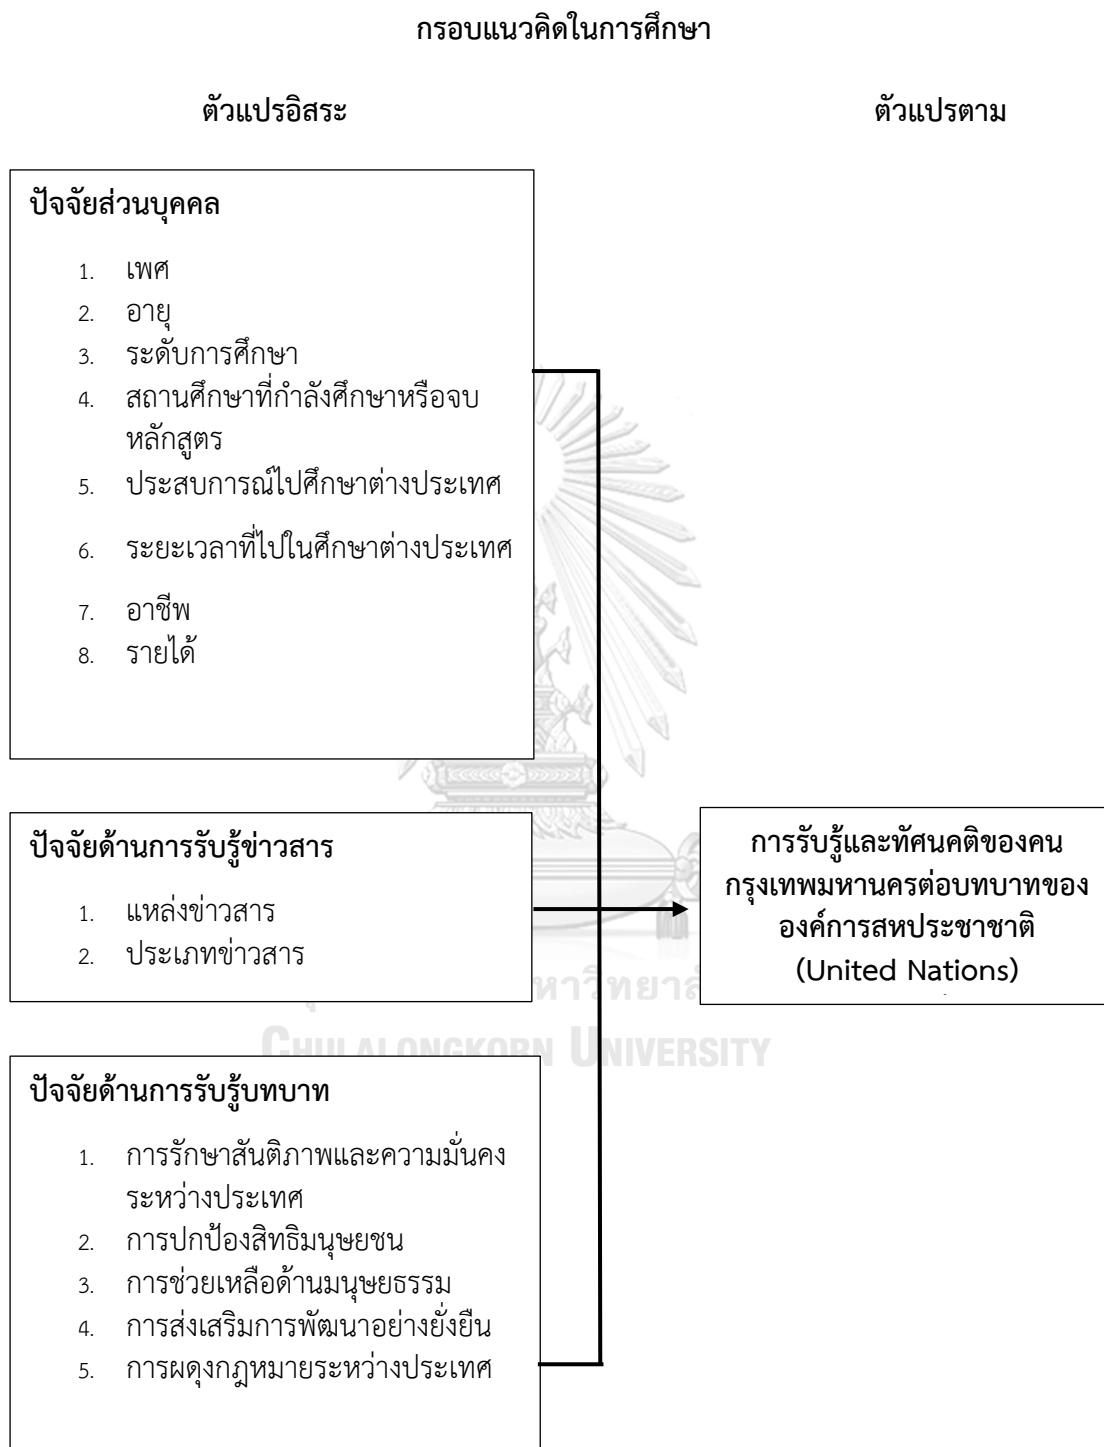 กรอบแนวคิดในการศึกษา
ตัวแปรอิสระ
ตัวแปรตาม
ปัจจัยส่วนบุคคล
1. เพศ
2. อายุ
3. ระดับการศึกษา
4. สถานศึกษาที่กำลังศึกษาหรือจบ
หลักสูตร
5. ประสบการณ์ไปศึกษาต่างประเทศ
6. ระยะเวลาที่ไปในศึกษาต่างประเทศ
7. อาชีพ
8. รายได้
ปัจจัยด้านการรับรู้ข่าวสาร
1. แหล่งข่าวสาร
2. ประเภทข่าวสาร
การรับรู้และทัศนคติของคน
กรุงเทพมหานครต่อบทบาทของ
องค์การสหประชาชาติ
(United Nations)
CHULALONGKORN UNIVERSITY
ปัจจัยด้านการรับรู้บทบาท
1. การรักษาสันติภาพและความมั่นคง
ระหว่างประเทศ
2. การปกป้องสิทธิมนุษยชน
3. การช่วยเหลือด้านมนุษยธรรม
4. การส่งเสริมการพัฒนาอย่างยั่งยืน
5. การผดุงกฎหมายระหว่างประเทศ